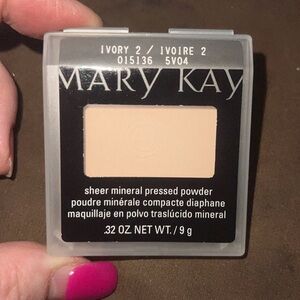 IVORY 2 / IVOIRE 2
015136 5V04
MARY KAY
sheer mineral pressed powder
poudre minérale compacte diaphane
maquillaje en polvo traslúcido mineral
.32 OZ. NET WT. / 9 g